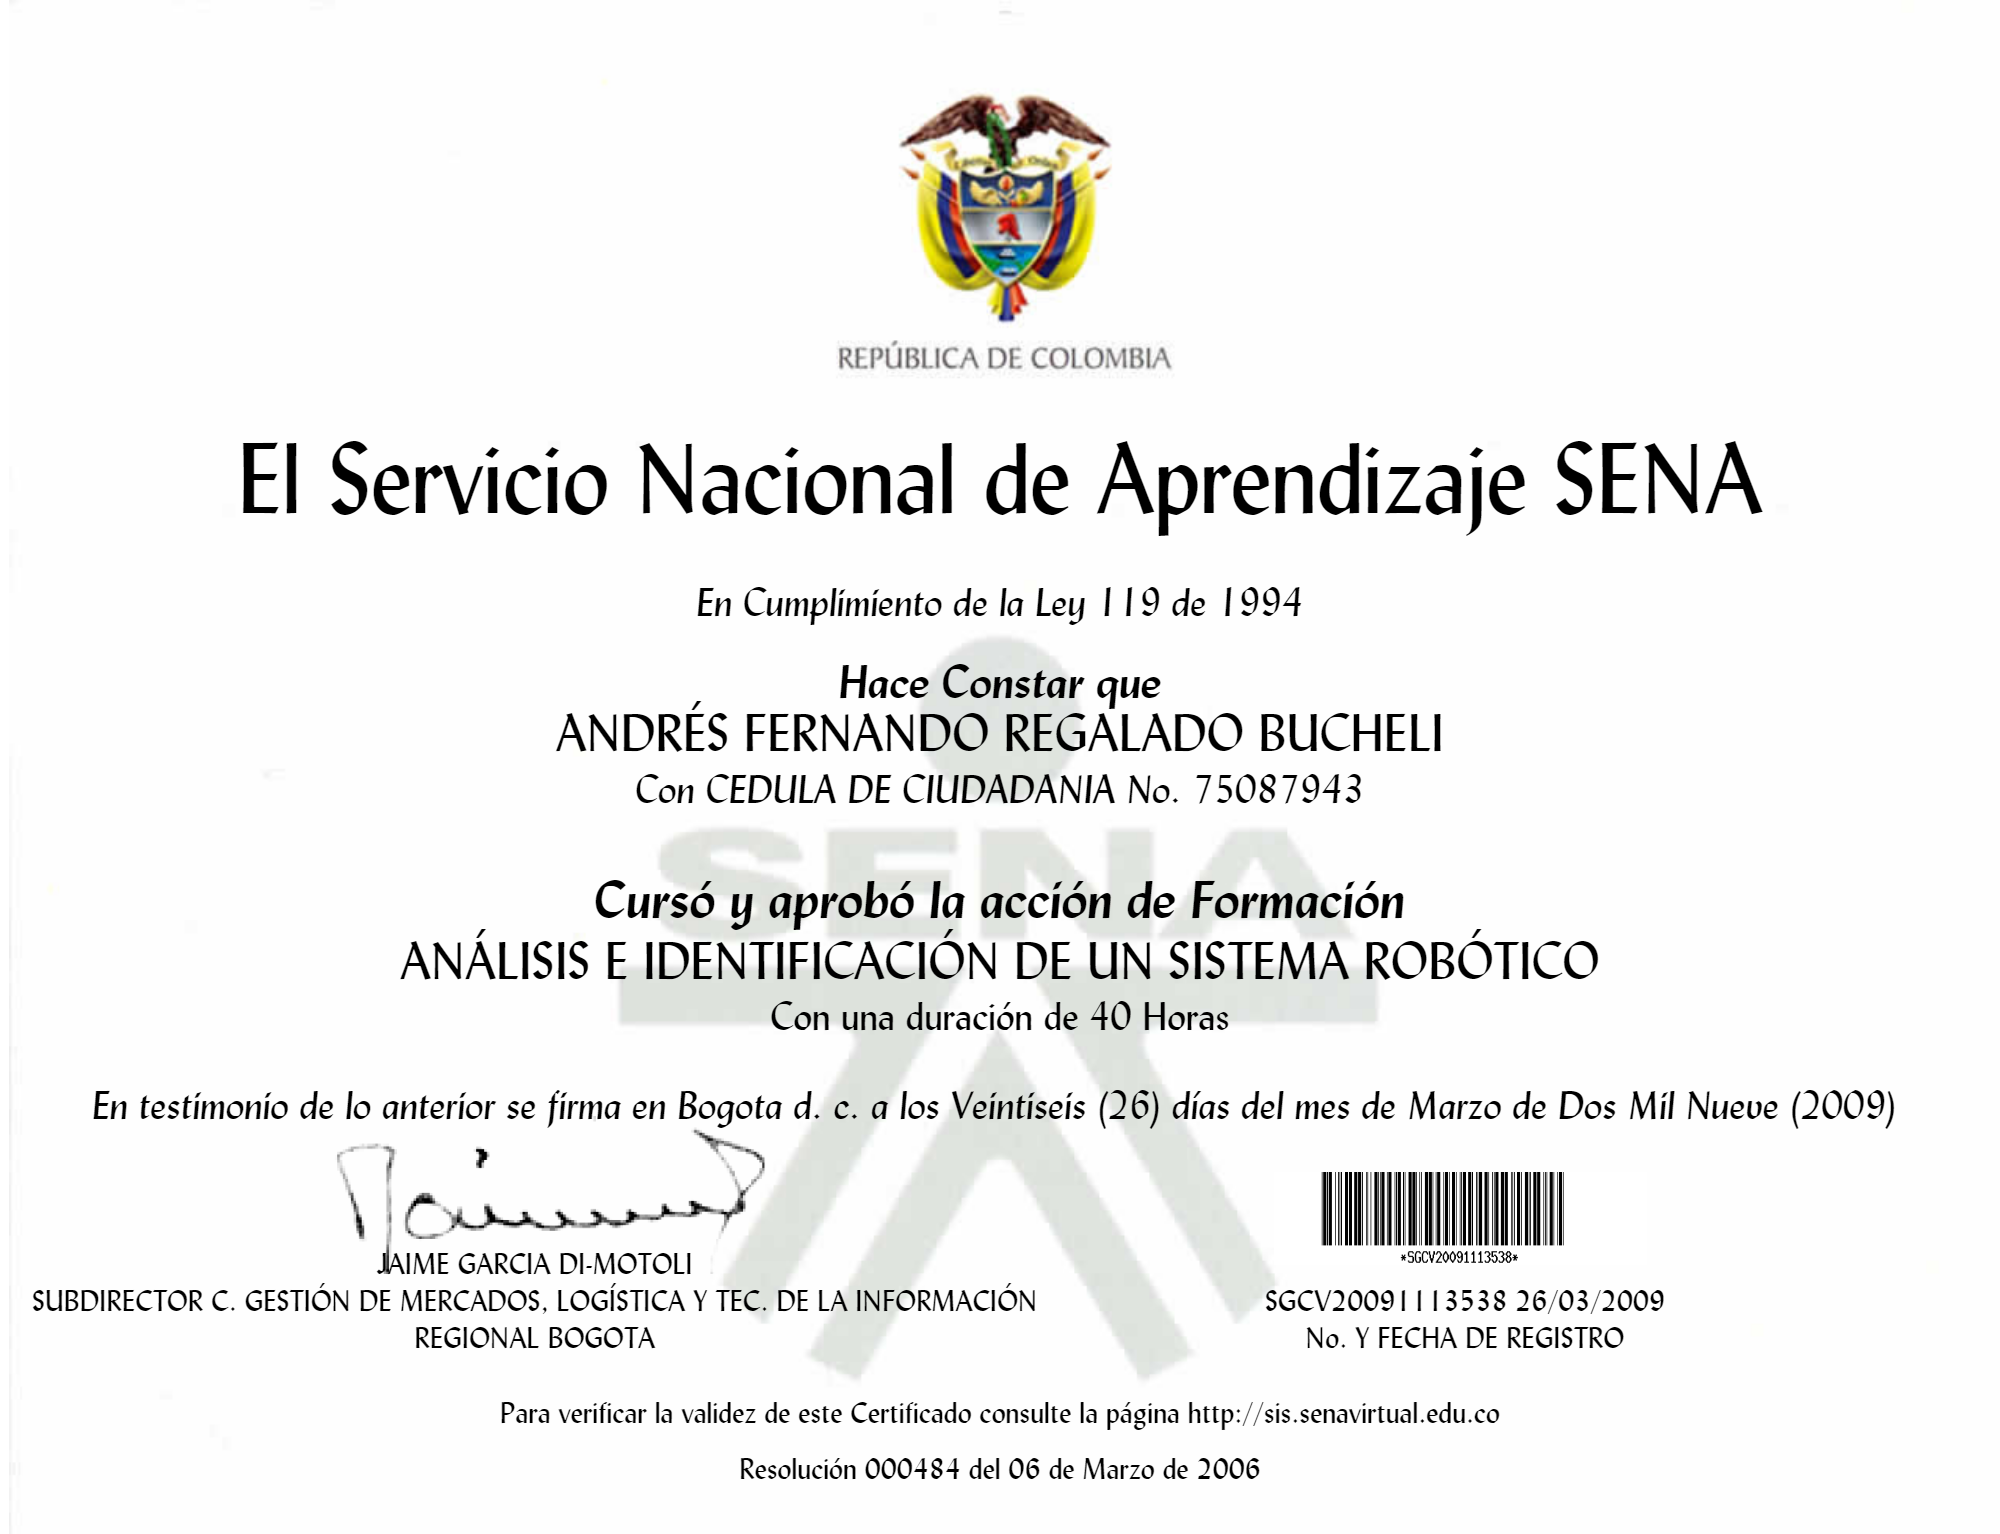 REPÚBLICA DE COLOMBIA
El Servicio Nacional de Aprendizaje SENA
En Cumplimiento de la Ley 119 de 1994
Hace Constar que
ANDRÉS FERNANDO REGALADO BUCHELI
Con CEDULA DE CIUDADANIA No. 75087943
SENA
Cursó y aprobó la acción de Formación
ANÁLISIS E IDENTIFICACIÓN DE UN SISTEMA ROBÓTICO
Con una duración de 40 Horas
En testimonio de lo anterior se firma en Bogota d. c. a los Veintiseis (26) días del mes de Marzo de Dos Mil Nueve (2009)
*SGCV20091113538*
JAIME GARCIA DI-MOTOLI
SUBDIRECTOR C. GESTIÓN DE MERCADOS, LOGÍSTICA Y TEC. DE LA INFORMACIÓN
REGIONAL BOGOTA
SGCV20091113538 26/03/2009
No. Y FECHA DE REGISTRO
Para verificar la validez de este Certificado consulte la página http://sis.senavirtual.edu.co
Resolución 000484 del 06 de Marzo de 2006